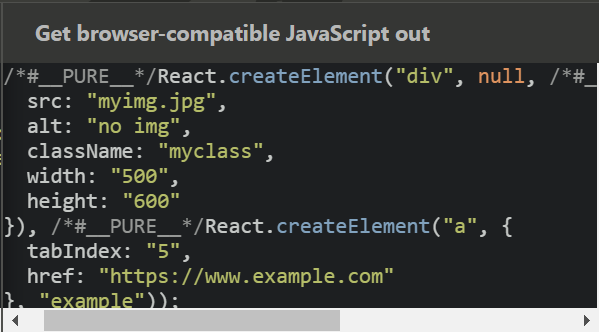 Get browser-compatible JavaScript out
/*#__PURE__*/React.createElement("div", null, /*#_
  src: "myimg.jpg",
  alt: "no img",
  className: "myclass",
  width: "500",
  height: "600"
}), /*#__PURE__*/React.createElement("a", {
  tabIndex: "5",
  href: "https://www.example.com"
}, "example"));